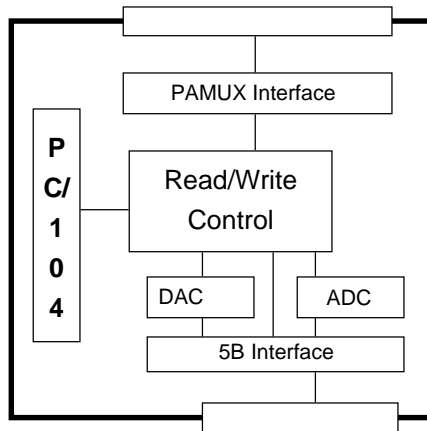 PAMUX Interface
P
C/
1
0
4
Read/Write
Control
DAC
ADC
5B Interface